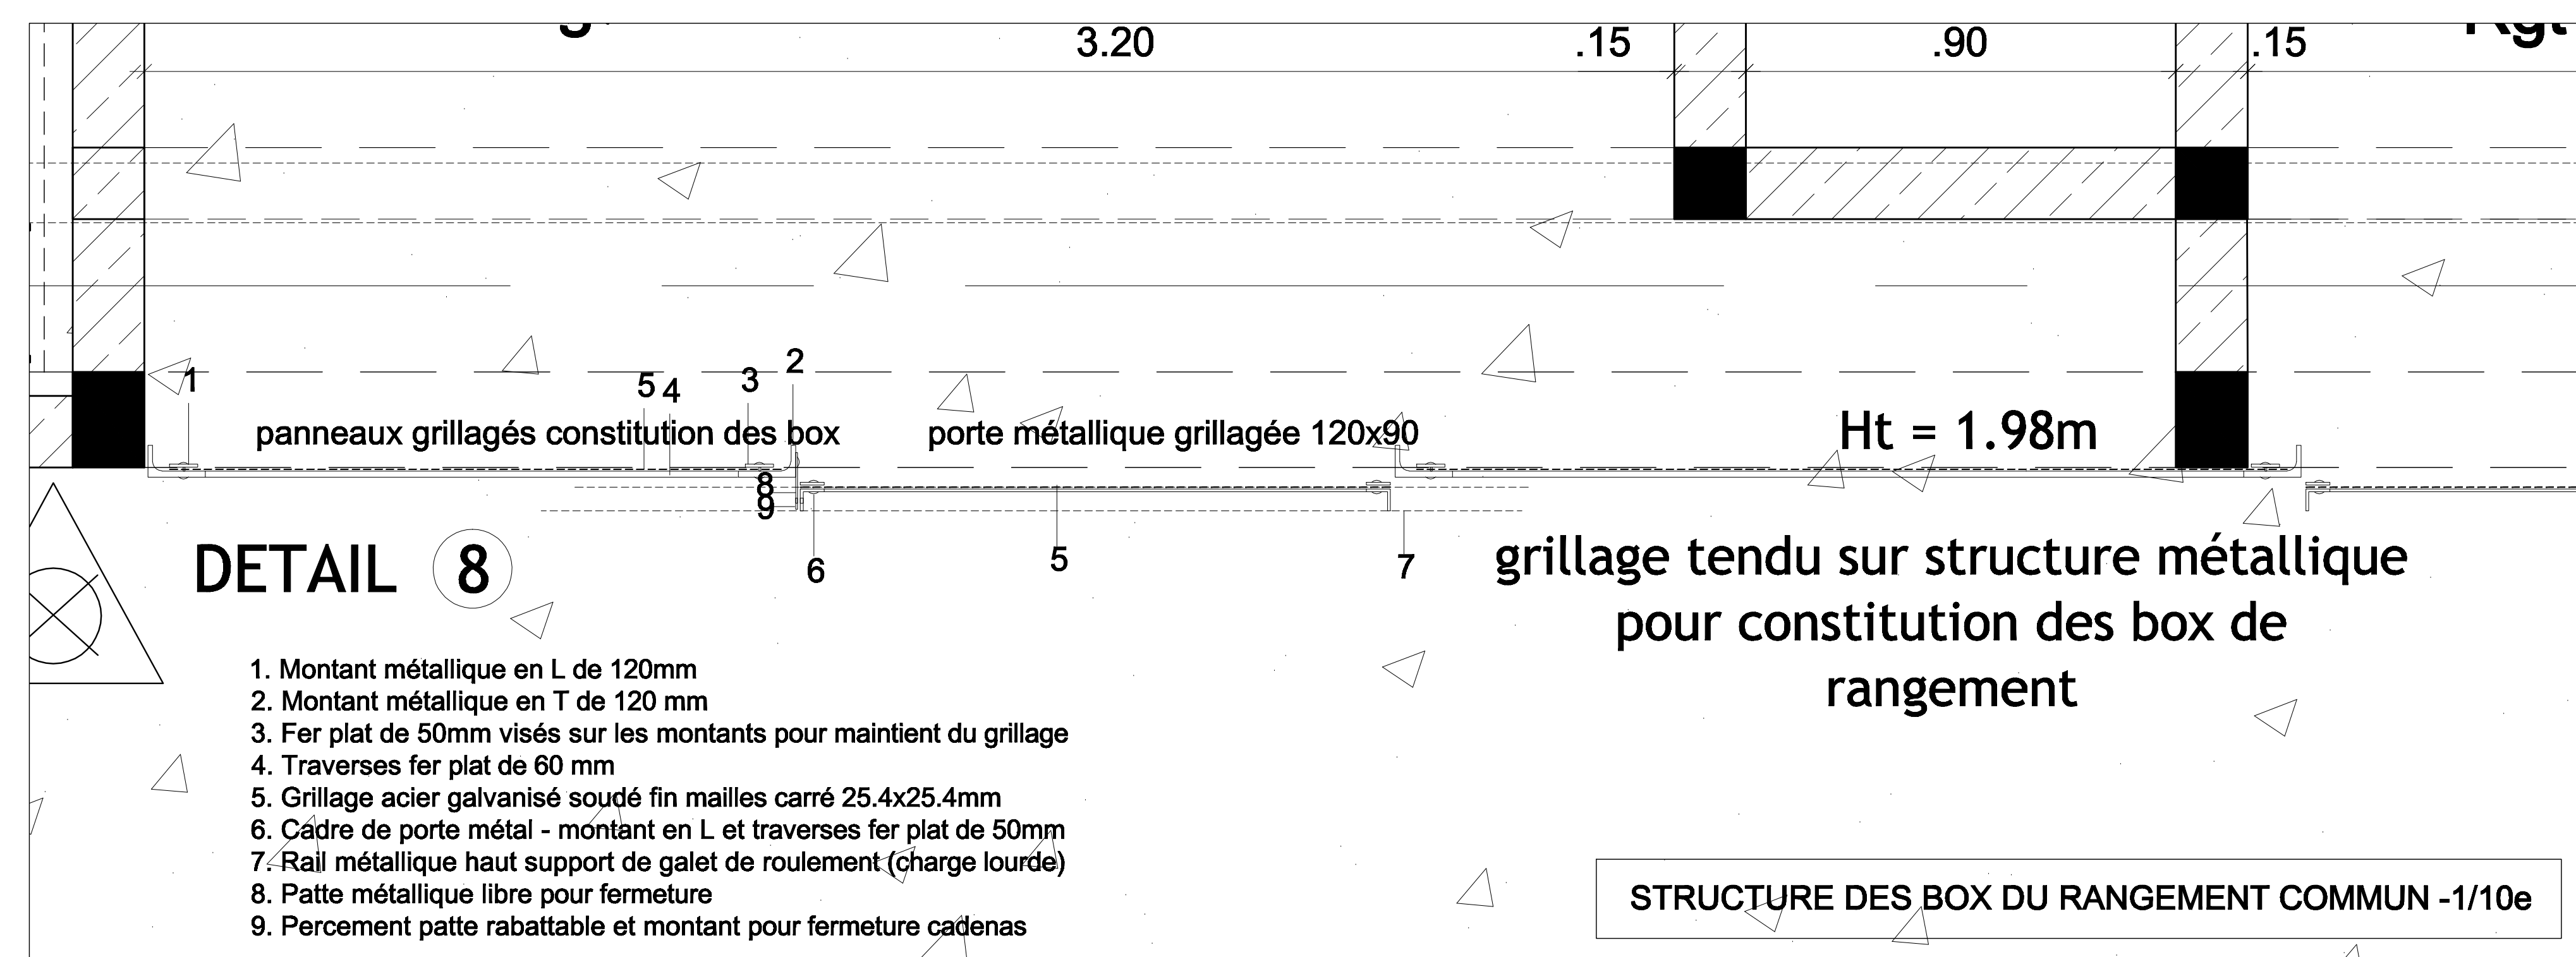 3.20
.15
.90
.15
1
5
4
3
2
panneaux grillagés constitution des box
porte métallique grillagée 120x90
Ht = 1.98m
8
9
6
5
7
DETAIL 8
grillage tendu sur structure métallique
pour constitution des box de
rangement
1. Montant métallique en L de 120mm
2. Montant métallique en T de 120 mm
3. Fer plat de 50mm visés sur les montants pour maintient du grillage
4. Traverses fer plat de 60 mm
5. Grillage acier galvanisé soudé fin mailles carré 25.4x25.4mm
6. Cadre de porte métal - montant en L et traverses fer plat de 50mm
7. Rail métallique haut support de galet de roulement (charge lourde)
8. Patte métallique libre pour fermeture
9. Percement patte rabattable et montant pour fermeture cadenas
STRUCTURE DES BOX DU RANGEMENT COMMUN -1/10e